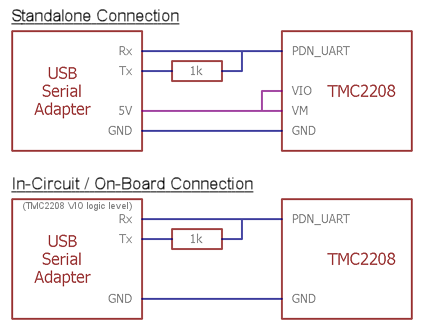 Standalone Connection
USB
Serial
Adapter
Rx
Tx
5V
GND
1k
PDN_UART
VIO
VM
GND
TMC2208
In-Circuit / On-Board Connection
(TMC2208 VIO logic level)
USB
Serial
Adapter
Rx
Tx
GND
1k
PDN_UART
GND
TMC2208